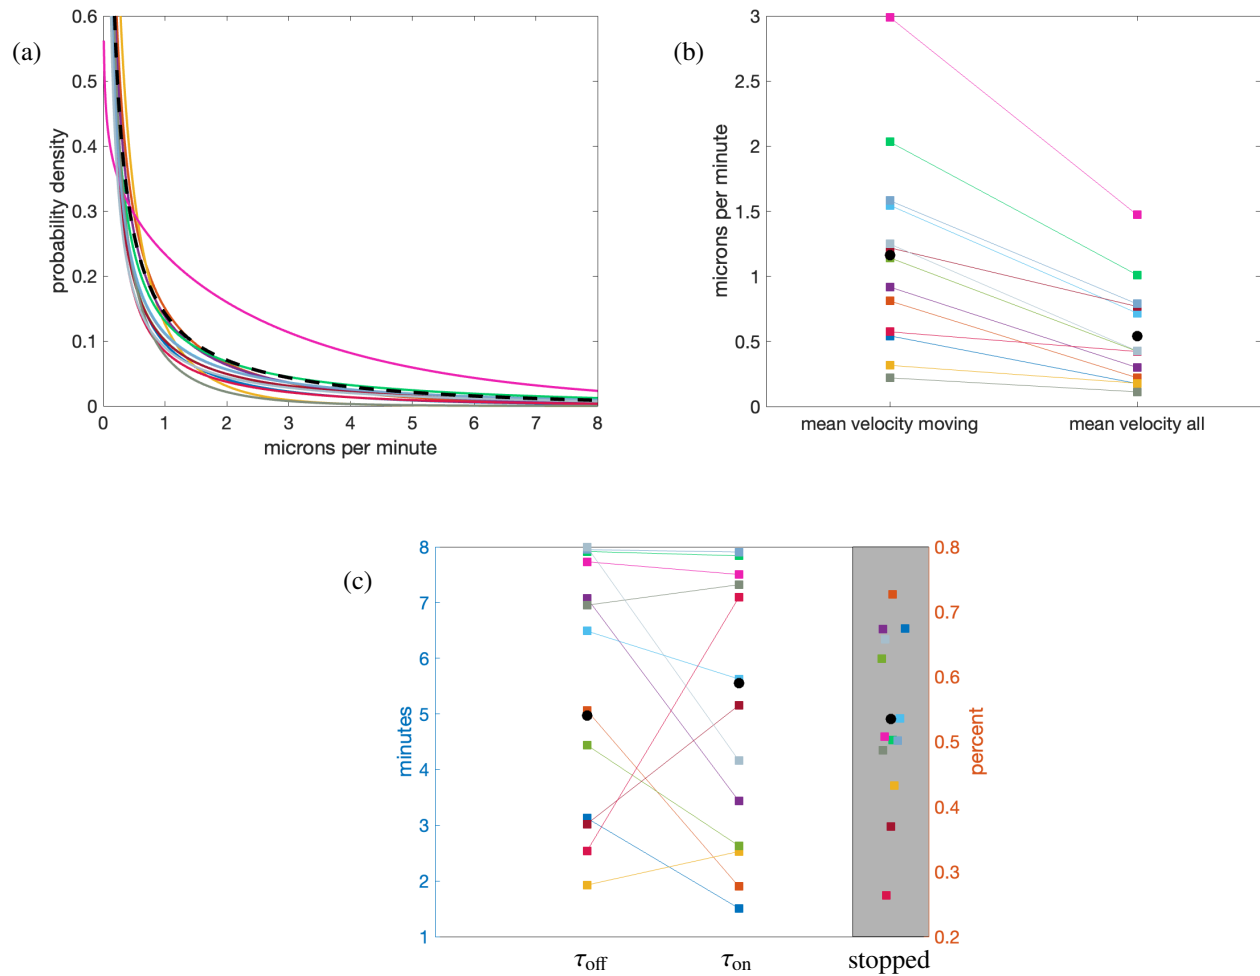 (a)
0.6
0.5
0.4
0.3
0.2
0.1
0
probability density
0 1 2 3 4 5 6 7 8
microns per minute
(b)
3
2.5
2
1.5
1
0.5
0
microns per minute
mean velocity moving mean velocity all
(c)
8
7
6
5
4
3
2
1
minutes
0.8
0.7
0.6
0.5
0.4
0.3
0.2
percent
τoff τon stopped